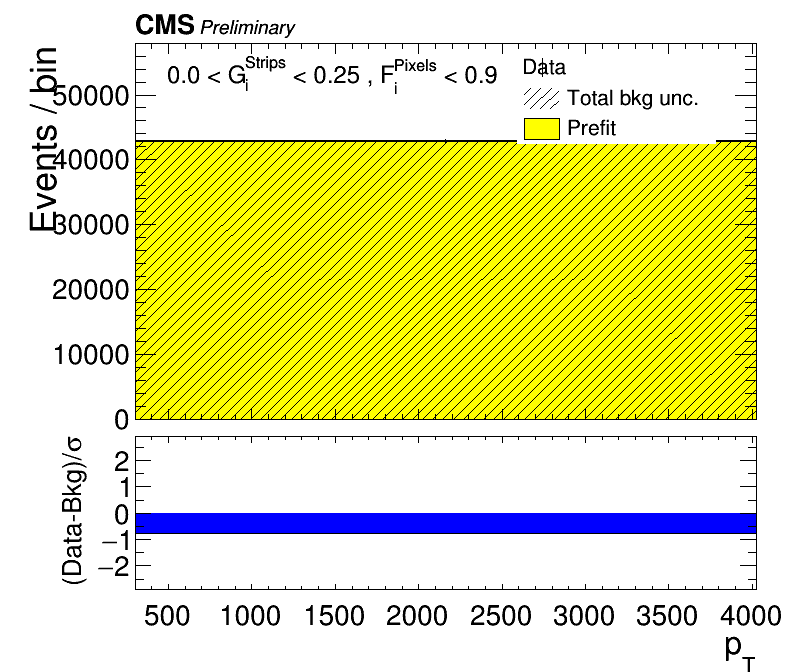 CMS Preliminary
0.0 < G_i^Strips < 0.25 , F_i^Pixels < 0.9
Data
Total bkg unc.
Prefit
Events / bin
50000
40000
30000
20000
10000
0
(Data-Bkg)/σ
2
1
0
−1
−2
500 1000 1500 2000 2500 3000 3500 4000
p_T